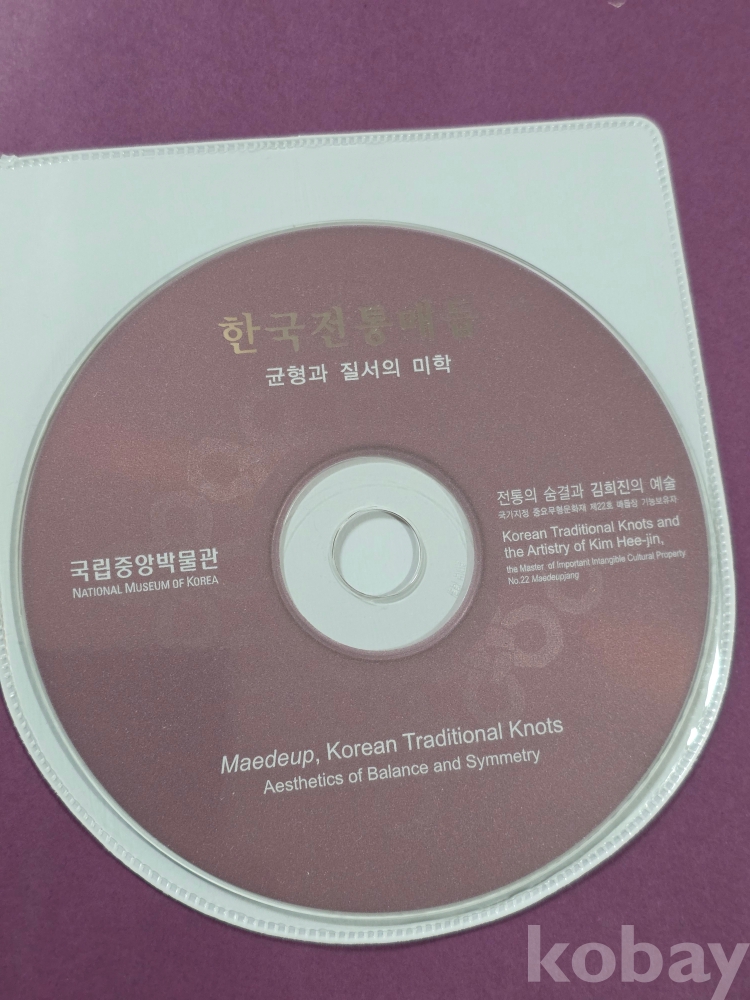 한국전통매듭
균형과 질서의 미학
전통의 숨결과 김희진의 예술
국가지정 중요무형문화재 제22호 매듭장 기능보유자
Korean Traditional Knots and
the Artistry of Kim Hee-jin,
the Master of Important Intangible Cultural Property
No.22 Maedeupjang
국립중앙박물관
NATIONAL MUSEUM OF KOREA
Maedeup, Korean Traditional Knots
Aesthetics of Balance and Symmetry
kobay